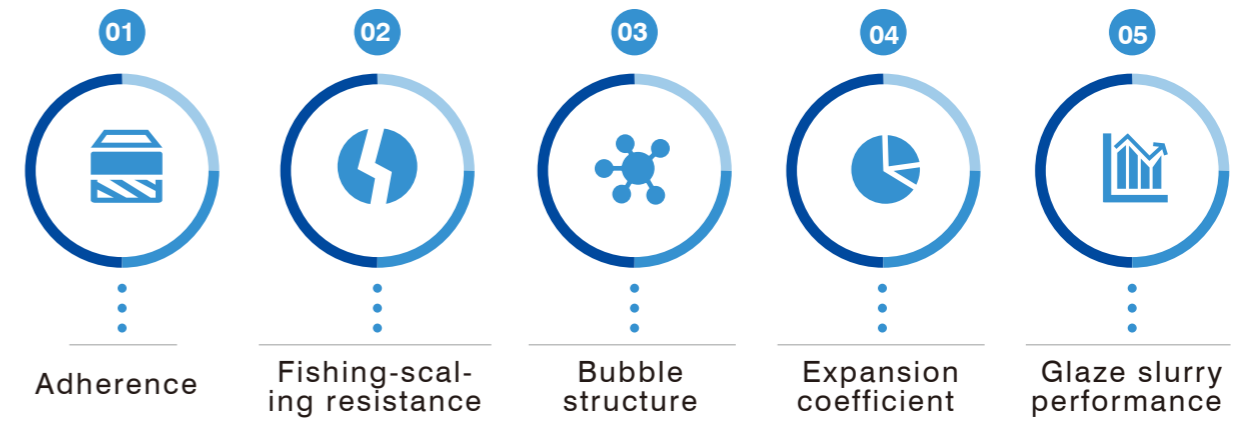 01
02
03
04
05
Adherence
Fishing-scal-
ing resistance
Bubble
structure
Expansion
coefficient
Glaze slurry
performance